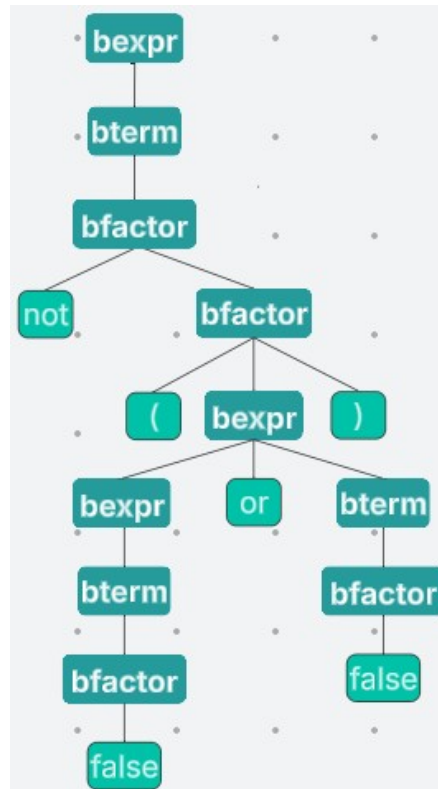 bexpr
bterm
bfactor
not
bfactor
( bexpr )
bexpr or bterm
bterm bfactor
bfactor false
false